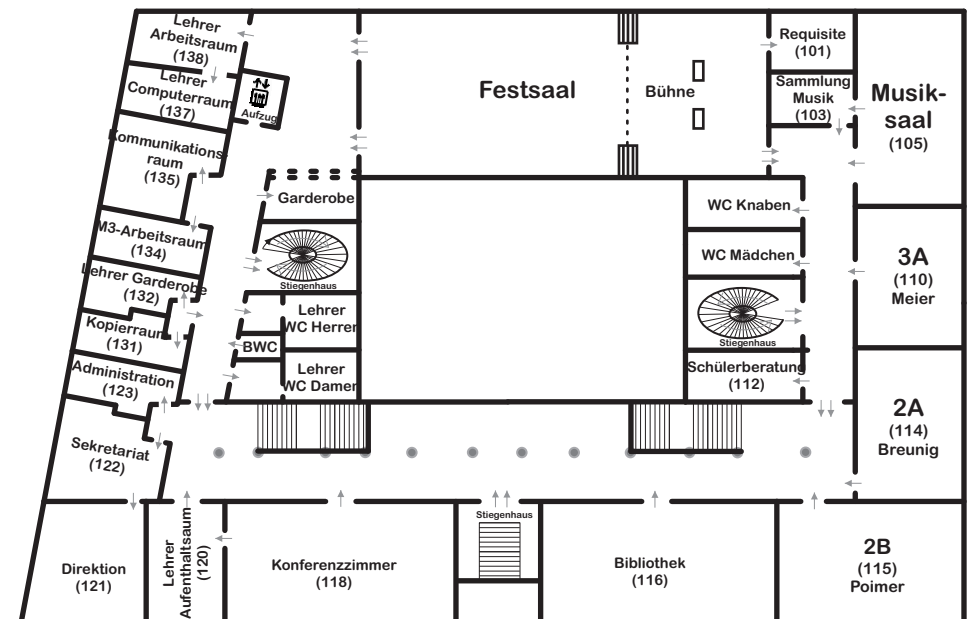 Lehrer
Arbeitsraum
(138)
Lehrer
Computerraum
(137)
Aufzug
Kommunikations-
raum
(135)
M3-Arbeitsraum
(134)
Lehrer Garderobe
(132)
Kopierraum
(131)
Administration
(123)
Sekretariat
(122)
Direktion
(121)
Lehrer
Aufenthaltsaum
(120)
Konferenzzimmer
(118)
Stiegenhaus
Bibliothek
(116)
2B
(115)
Poimer
2A
(114)
Breunig
3A
(110)
Meier
Musik-
saal
(105)
Requisite
(101)
Sammlung
Musik
(103)
Bühne
Festsaal
Garderobe
Stiegenhaus
Lehrer
WC Herren
BWC
Lehrer
WC Damen
WC Knaben
WC Mädchen
Stiegenhaus
Schülerberatung
(112)